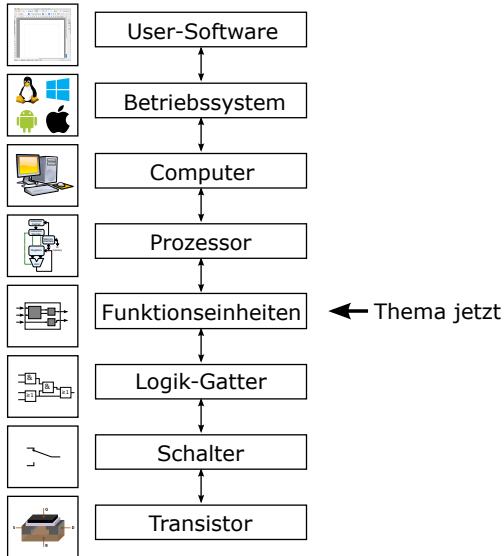 User-Software
Betriebssystem
Computer
Prozessor
Funktionseinheiten
Thema jetzt
Logik-Gatter
Schalter
Transistor